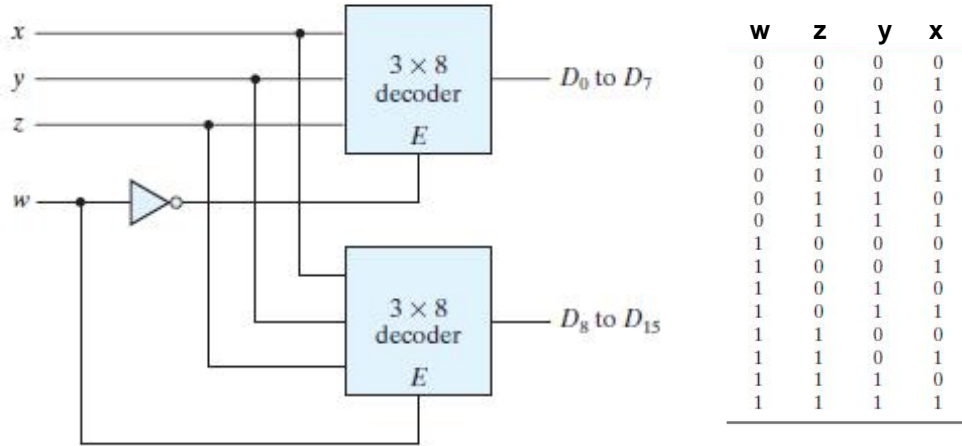 x
y
z
w
3 × 8
decoder
E
D₀ to D₇
3 × 8
decoder
E
D₈ to D₁₅
w z y x
0 0 0 0
0 0 0 1
0 0 1 0
0 0 1 1
0 1 0 0
0 1 0 1
0 1 1 0
0 1 1 1
1 0 0 0
1 0 0 1
1 0 1 0
1 0 1 1
1 1 0 0
1 1 0 1
1 1 1 0
1 1 1 1